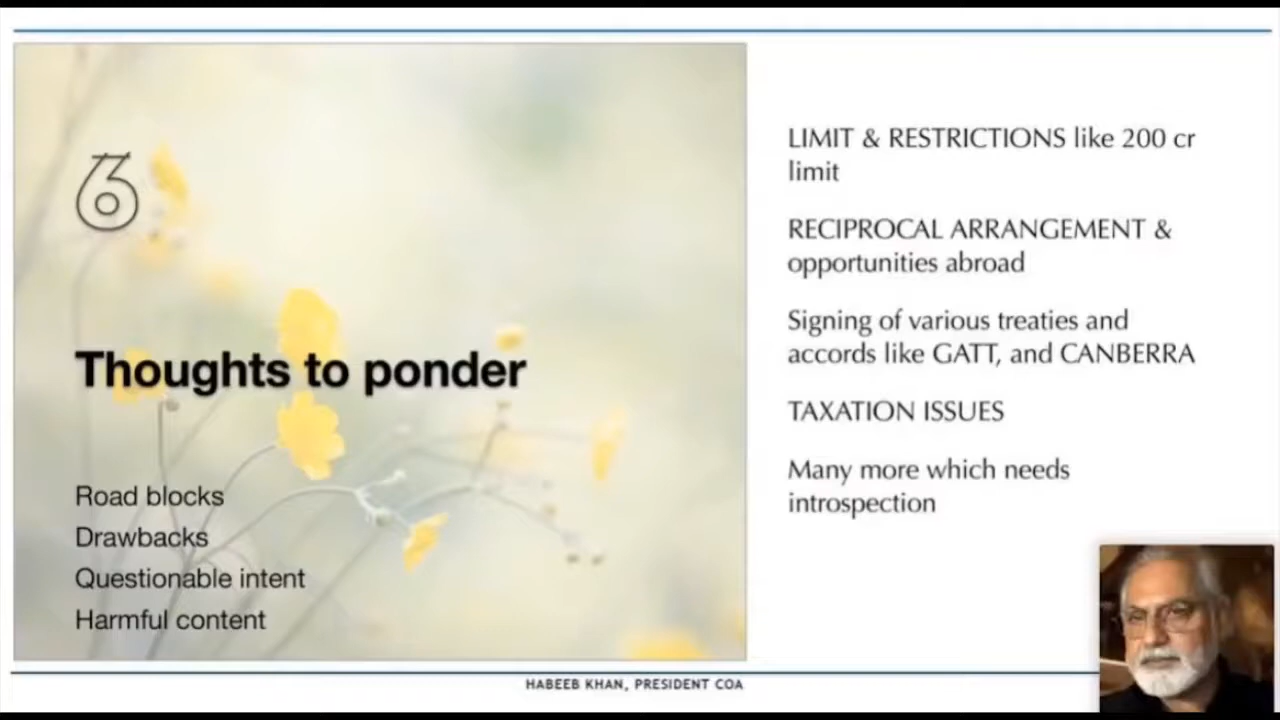 6
Thoughts to ponder
Road blocks
Drawbacks
Questionable intent
Harmful content
LIMIT & RESTRICTIONS like 200 cr
limit
RECIPROCAL ARRANGEMENT &
opportunities abroad
Signing of various treaties and
accords like GATT, and CANBERRA
TAXATION ISSUES
Many more which needs
introspection
HABEEB KHAN, PRESIDENT COA